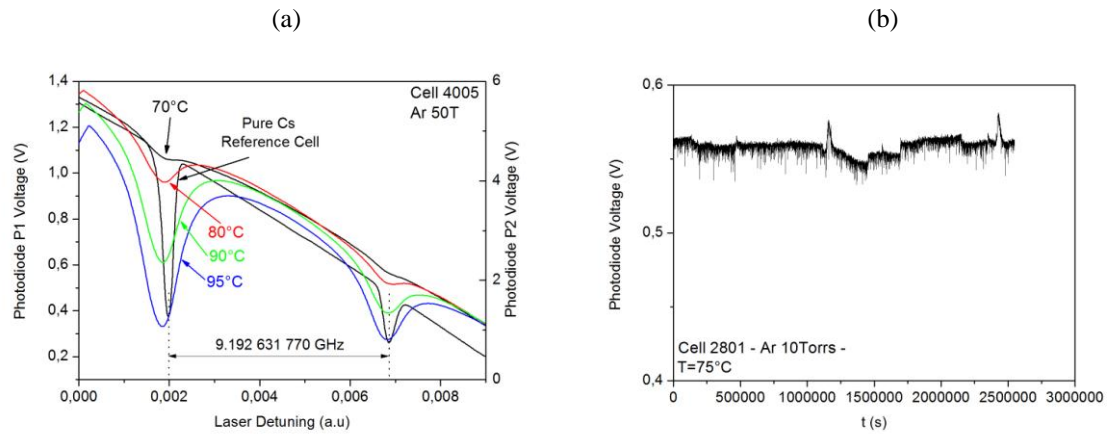 (a)
(b)
1,4
1,2
1,0
0,8
0,6
0,4
0,2
Photodiode P1 Voltage (V)
6
4
2
0
Photodiode P2 Voltage (V)
Cell 4005
Ar 50T
70°C
Pure Cs
Reference Cell
80°C
90°C
95°C
9.192 631 770 GHz
0,000
0,002
0,004
0,006
0,008
Laser Detuning (a.u)
0,6
0,5
0,4
Photodiode Voltage (V)
Cell 2801 - Ar 10Torrs -
T=75°C
0
500000
1000000
1500000
2000000
2500000
3000000
t (s)